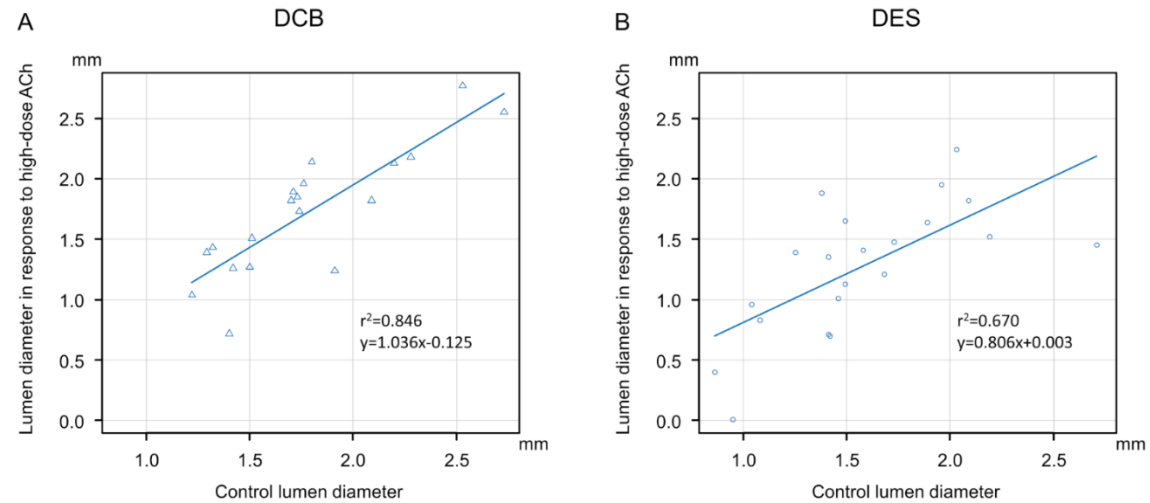 A
DCB
mm
Lumen diameter in response to high-dose ACh
2.5
2.0
1.5
1.0
0.5
0.0
r²=0.846
y=1.036x-0.125
mm
1.0 1.5 2.0 2.5
Control lumen diameter
B
DES
mm
Lumen diameter in response to high-dose ACh
2.5
2.0
1.5
1.0
0.5
0.0
r²=0.670
y=0.806x+0.003
mm
1.0 1.5 2.0 2.5
Control lumen diameter